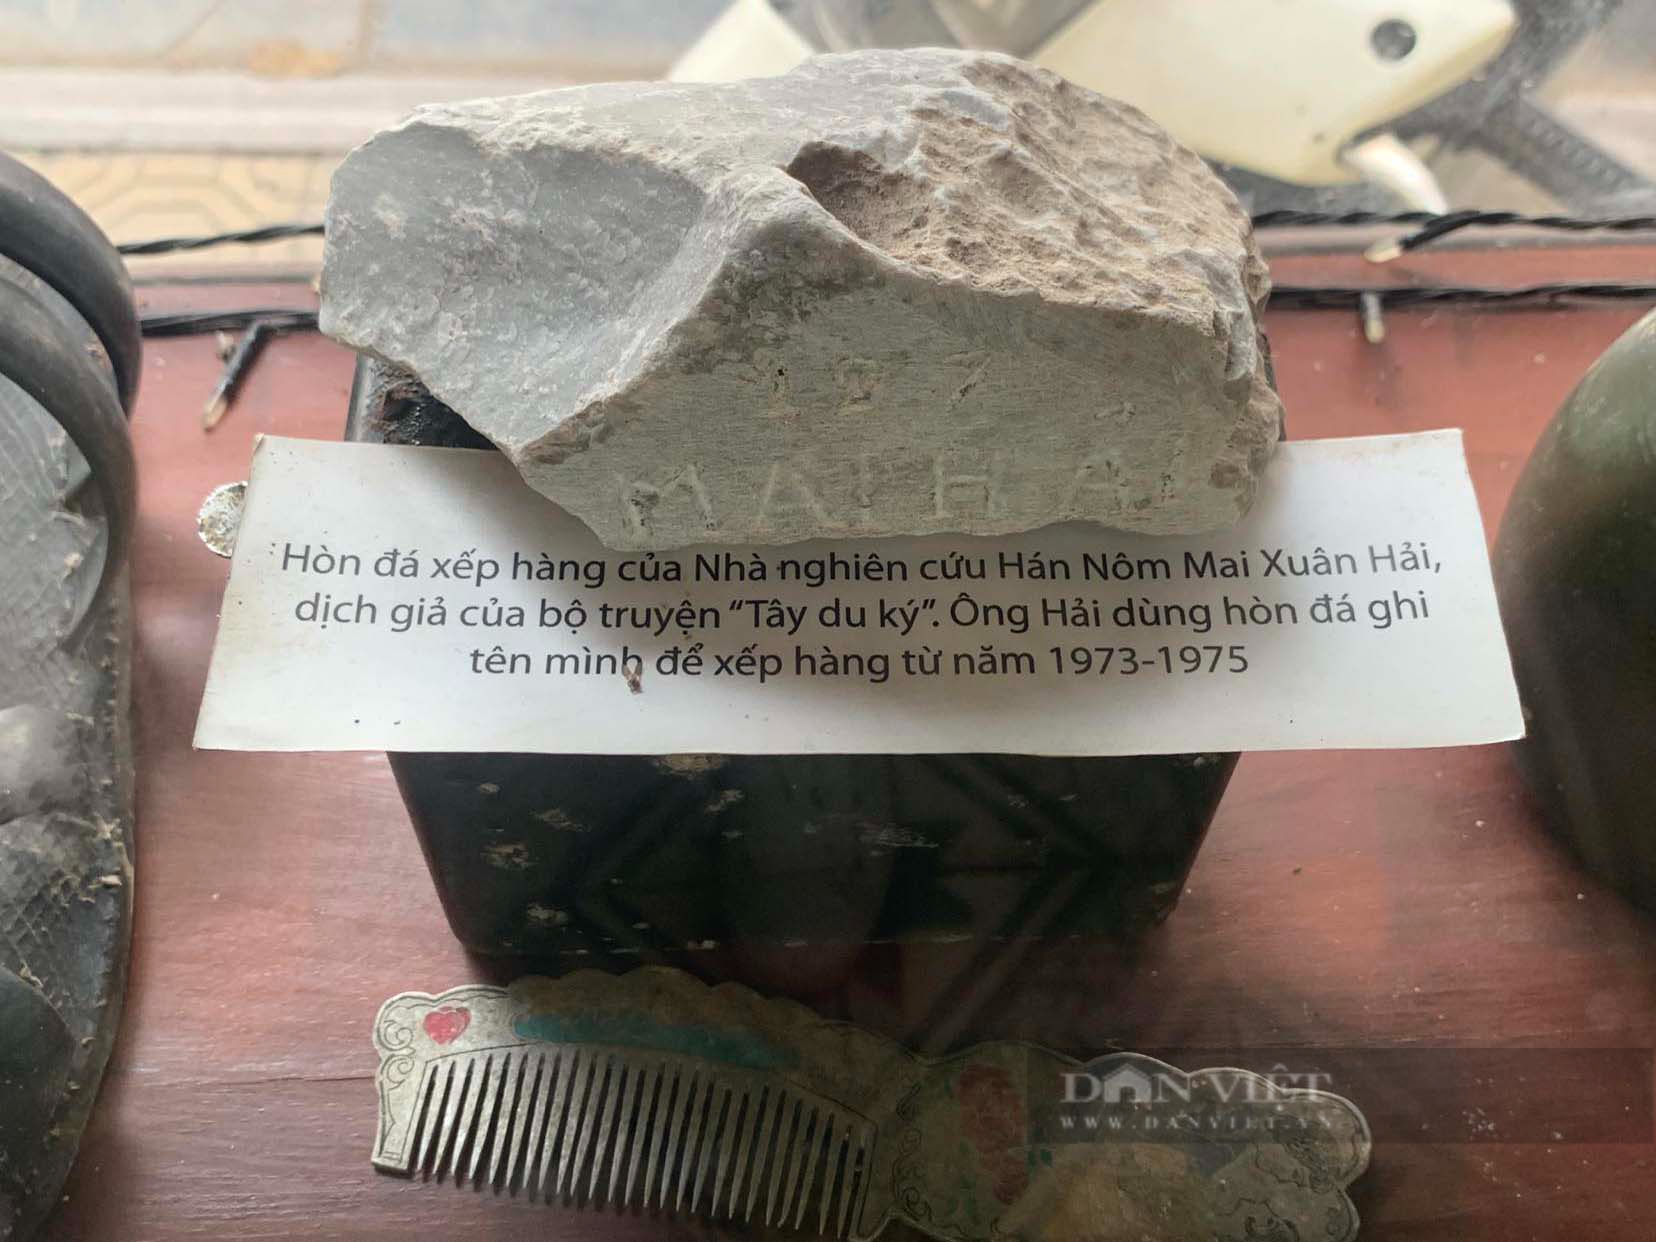 127
MAI HẢI
Hòn đá xếp hàng của Nhà nghiên cứu Hán Nôm Mai Xuân Hải,
dịch giả của bộ truyện “Tây du ký”. Ông Hải dùng hòn đá ghi
tên mình để xếp hàng từ năm 1973-1975
DÂN VIỆT
WWW.DANVIET.VN